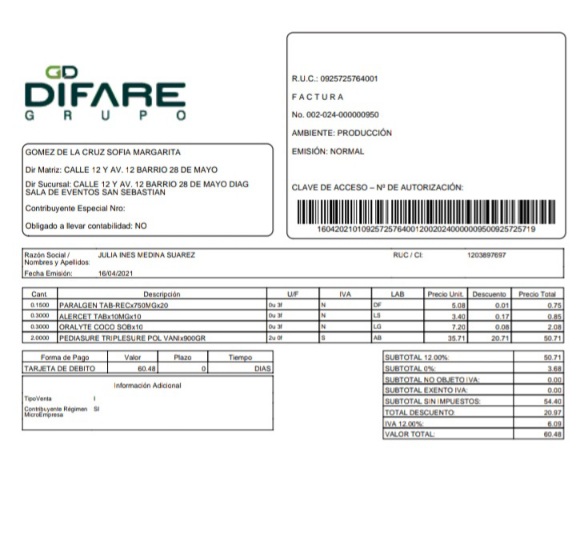 GD
DIFARE
GRUPO
R.U.C.: 0925725764001
FACTURA
No. 002-024-000000950
AMBIENTE: PRODUCCIÓN
EMISIÓN: NORMAL
CLAVE DE ACCESO – Nº DE AUTORIZACIÓN:
1604202101092572576400120020240000009500925725719
GOMEZ DE LA CRUZ SOFIA MARGARITA
Dir Matriz: CALLE 12 Y AV. 12 BARRIO 28 DE MAYO
Dir Sucursal: CALLE 12 Y AV. 12 BARRIO 28 DE MAYO DIAG
SALA DE EVENTOS SAN SEBASTIAN
Contribuyente Especial Nro:
Obligado a llevar contabilidad: NO
Razón Social / Nombres y Apellidos: JULIA INES MEDINA SUAREZ RUC / CI: 1203897697
Fecha Emisión: 16/04/2021
Cant. Descripción U/F IVA LAB Precio Unit. Descuento Precio Total
0.1500 PARALGEN TAB-RECx750MGx20 0u 3f N OF 5.08 0.01 0.75
0.3000 ALERCET TABx10MGx10 0u 3f N LS 3.40 0.17 0.85
0.3000 ORALYTE COCO SOBx10 0u 3f N LG 7.20 0.08 2.08
2.0000 PEDIASURE TRIPLESURE POL VANIx900GR 2u 0f S AB 35.71 20.71 50.71
Forma de Pago Valor Plazo Tiempo
TARJETA DE DEBITO 60.48 0 DIAS
Información Adicional
TipoVenta I
Contribuyente Régimen SI
MicroEmpresa
SUBTOTAL 12.00%: 50.71
SUBTOTAL 0%: 3.68
SUBTOTAL NO OBJETO IVA: 0.00
SUBTOTAL EXENTO IVA: 0.00
SUBTOTAL SIN IMPUESTOS: 54.40
TOTAL DESCUENTO: 20.97
IVA 12.00%: 6.09
VALOR TOTAL: 60.48